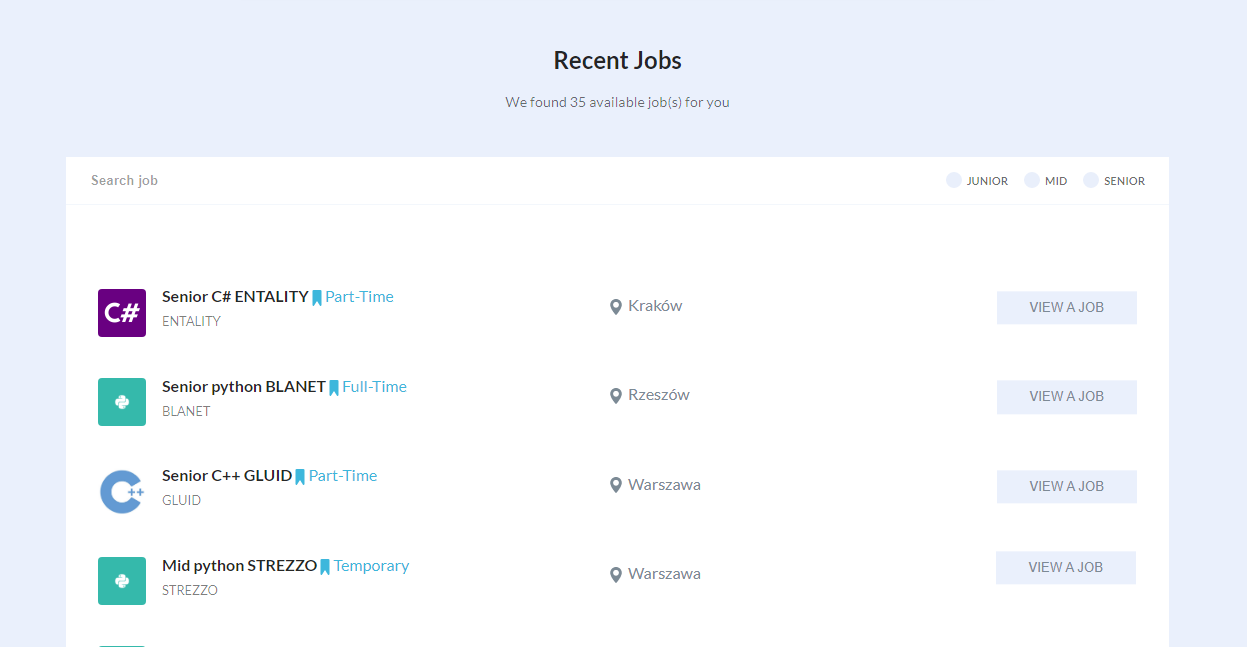 Recent Jobs
We found 35 available job(s) for you
Search job JUNIOR MID SENIOR
C# Senior C# ENTALITY Part-Time
ENTALITY
Kraków
VIEW A JOB
Senior python BLANET Full-Time
BLANET
Rzeszów
VIEW A JOB
C++ Senior C++ GLUID Part-Time
GLUID
Warszawa
VIEW A JOB
Mid python STREZZO Temporary
STREZZO
Warszawa
VIEW A JOB